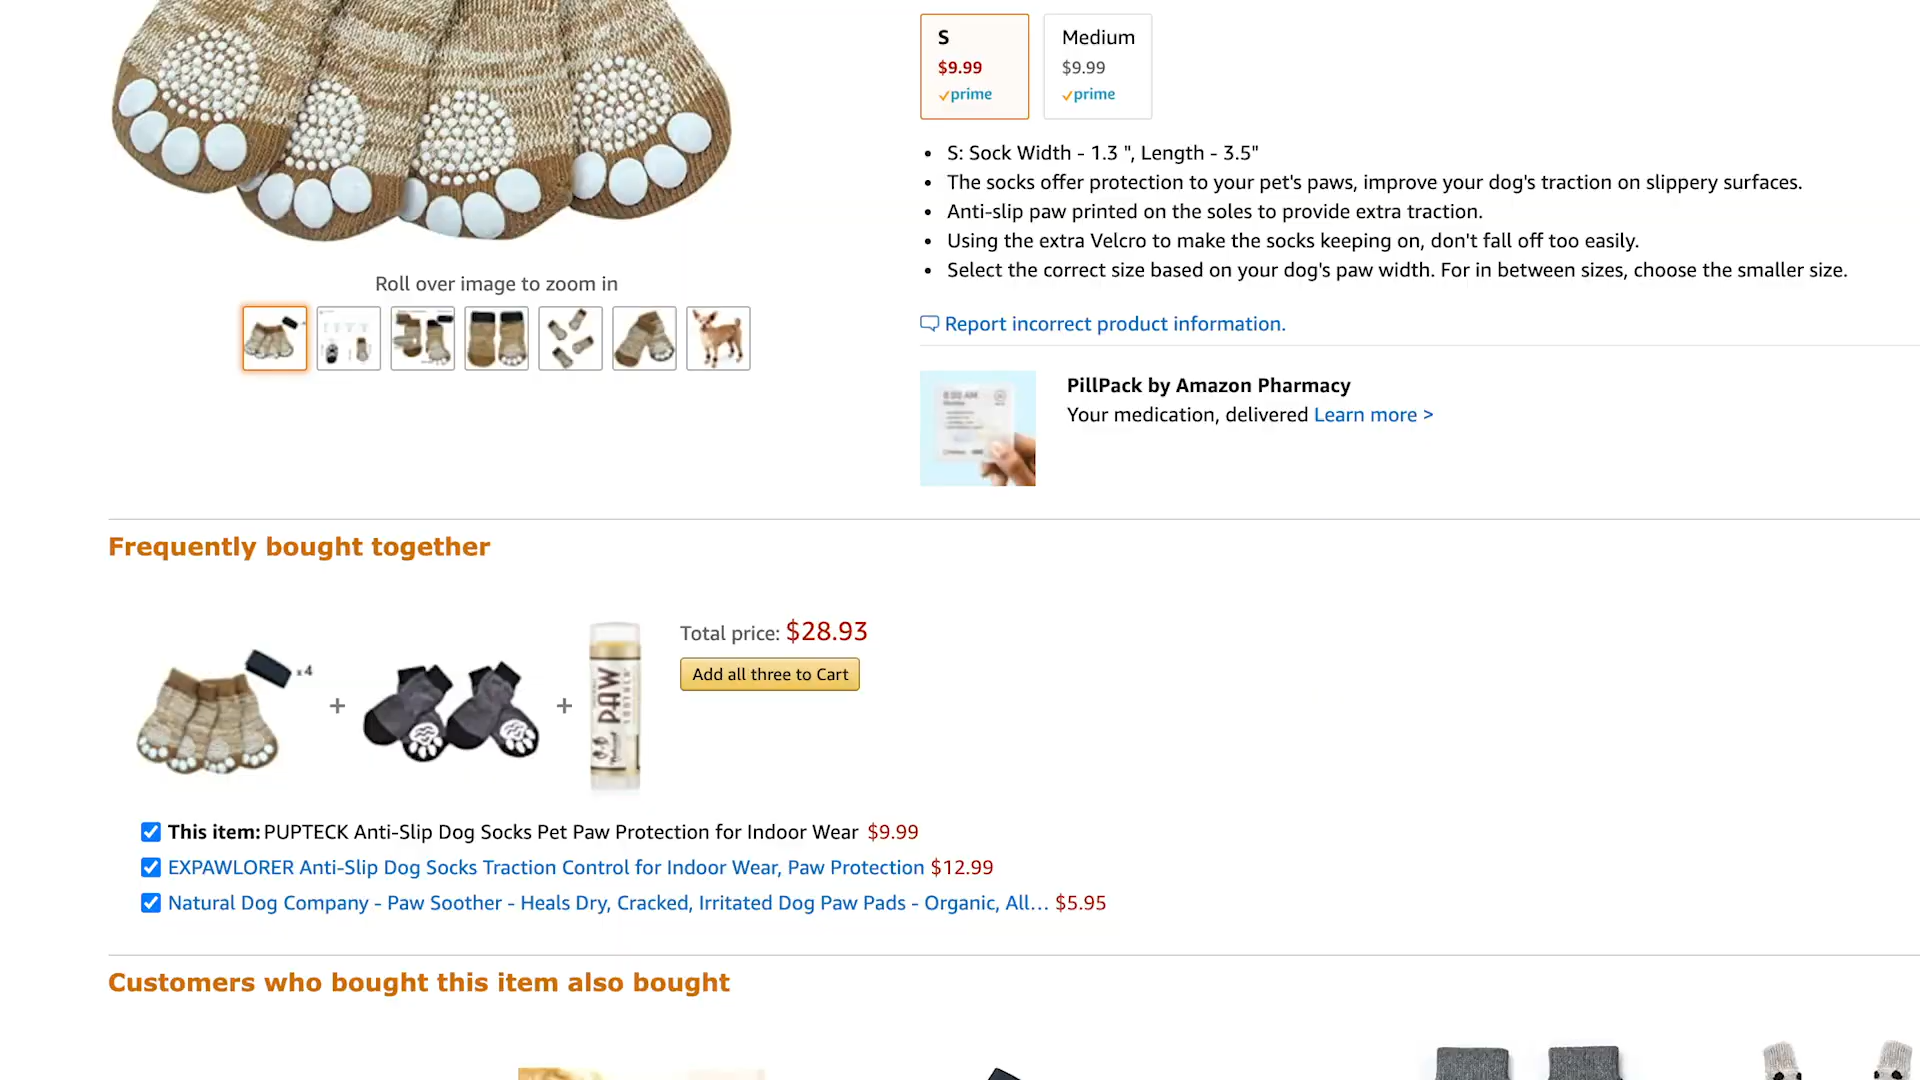 S
$9.99
prime
Medium
$9.99
prime
S: Sock Width - 1.3 ", Length - 3.5"
The socks offer protection to your pet's paws, improve your dog's traction on slippery surfaces.
Anti-slip paw printed on the soles to provide extra traction.
Using the extra Velcro to make the socks keeping on, don't fall off too easily.
Select the correct size based on your dog's paw width. For in between sizes, choose the smaller size.
Roll over image to zoom in
Report incorrect product information.
PillPack by Amazon Pharmacy
Your medication, delivered Learn more >
8:00 AM
Frequently bought together
x4
+
+
PAW
SOOTHER
Natural
Total price: $28.93
Add all three to Cart
This item: PUPTECK Anti-Slip Dog Socks Pet Paw Protection for Indoor Wear $9.99
EXPAWLORER Anti-Slip Dog Socks Traction Control for Indoor Wear, Paw Protection $12.99
Natural Dog Company - Paw Soother - Heals Dry, Cracked, Irritated Dog Paw Pads - Organic, All... $5.95
Customers who bought this item also bought